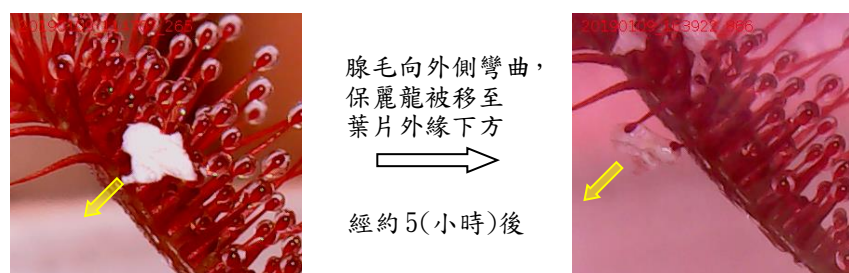 腺毛向外側彎曲，
保麗龍被移至
葉片外緣下方
經約5(小時)後